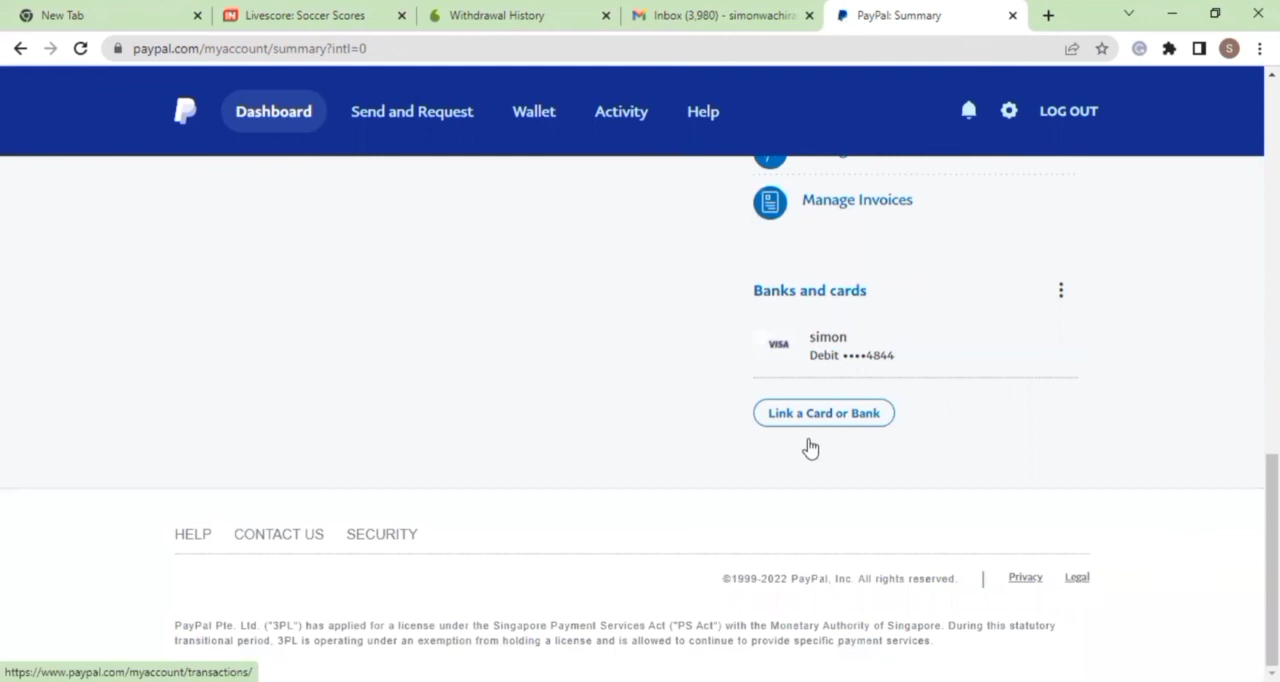 New Tab
Livescore: Soccer Scores
Withdrawal History
Inbox (3,980) - simonwachira
PayPal: Summary
paypal.com/myaccount/summary?intl=0
S
Dashboard
Send and Request
Wallet
Activity
Help
LOG OUT
Manage Invoices
Banks and cards
VISA
simon
Debit ••••4844
Link a Card or Bank
HELP
CONTACT US
SECURITY
©1999-2022 PayPal, Inc. All rights reserved.
Privacy
Legal
PayPal Pte. Ltd. ("3PL") has applied for a license under the Singapore Payment Services Act ("PS Act") with the Monetary Authority of Singapore. During this statutory
transitional period, 3PL is operating under an exemption from holding a license and is allowed to continue to provide specific payment services.
https://www.paypal.com/myaccount/transactions/